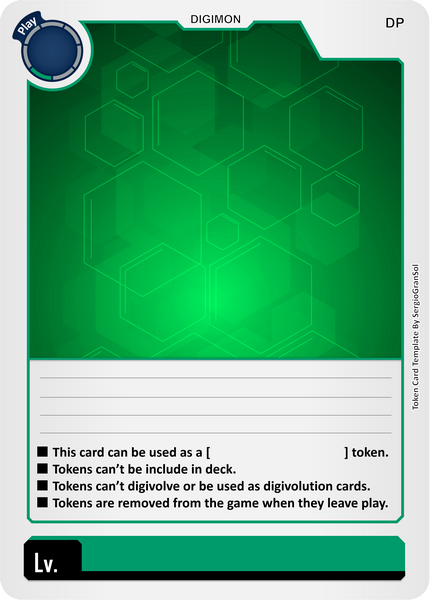 Play
DIGIMON
DP
Token Card Template By SergioGranSol
This card can be used as a [ ] token.
Tokens can't be include in deck.
Tokens can't digivolve or be used as digivolution cards.
Tokens are removed from the game when they leave play.
Lv.